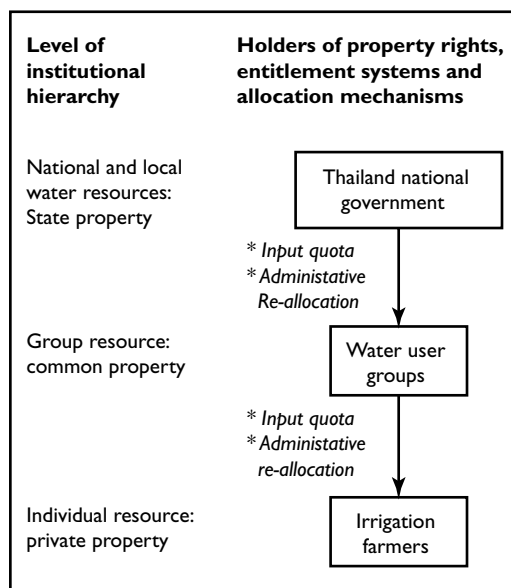 Level of
institutional
hierarchy
Holders of property rights,
entitlement systems and
allocation mechanisms
National and local
water resources:
State property
Thailand national
government
* Input quota
* Administative
Re-allocation
Group resource:
common property
Water user
groups
* Input quota
* Administative
re-allocation
Individual resource:
private property
Irrigation
farmers